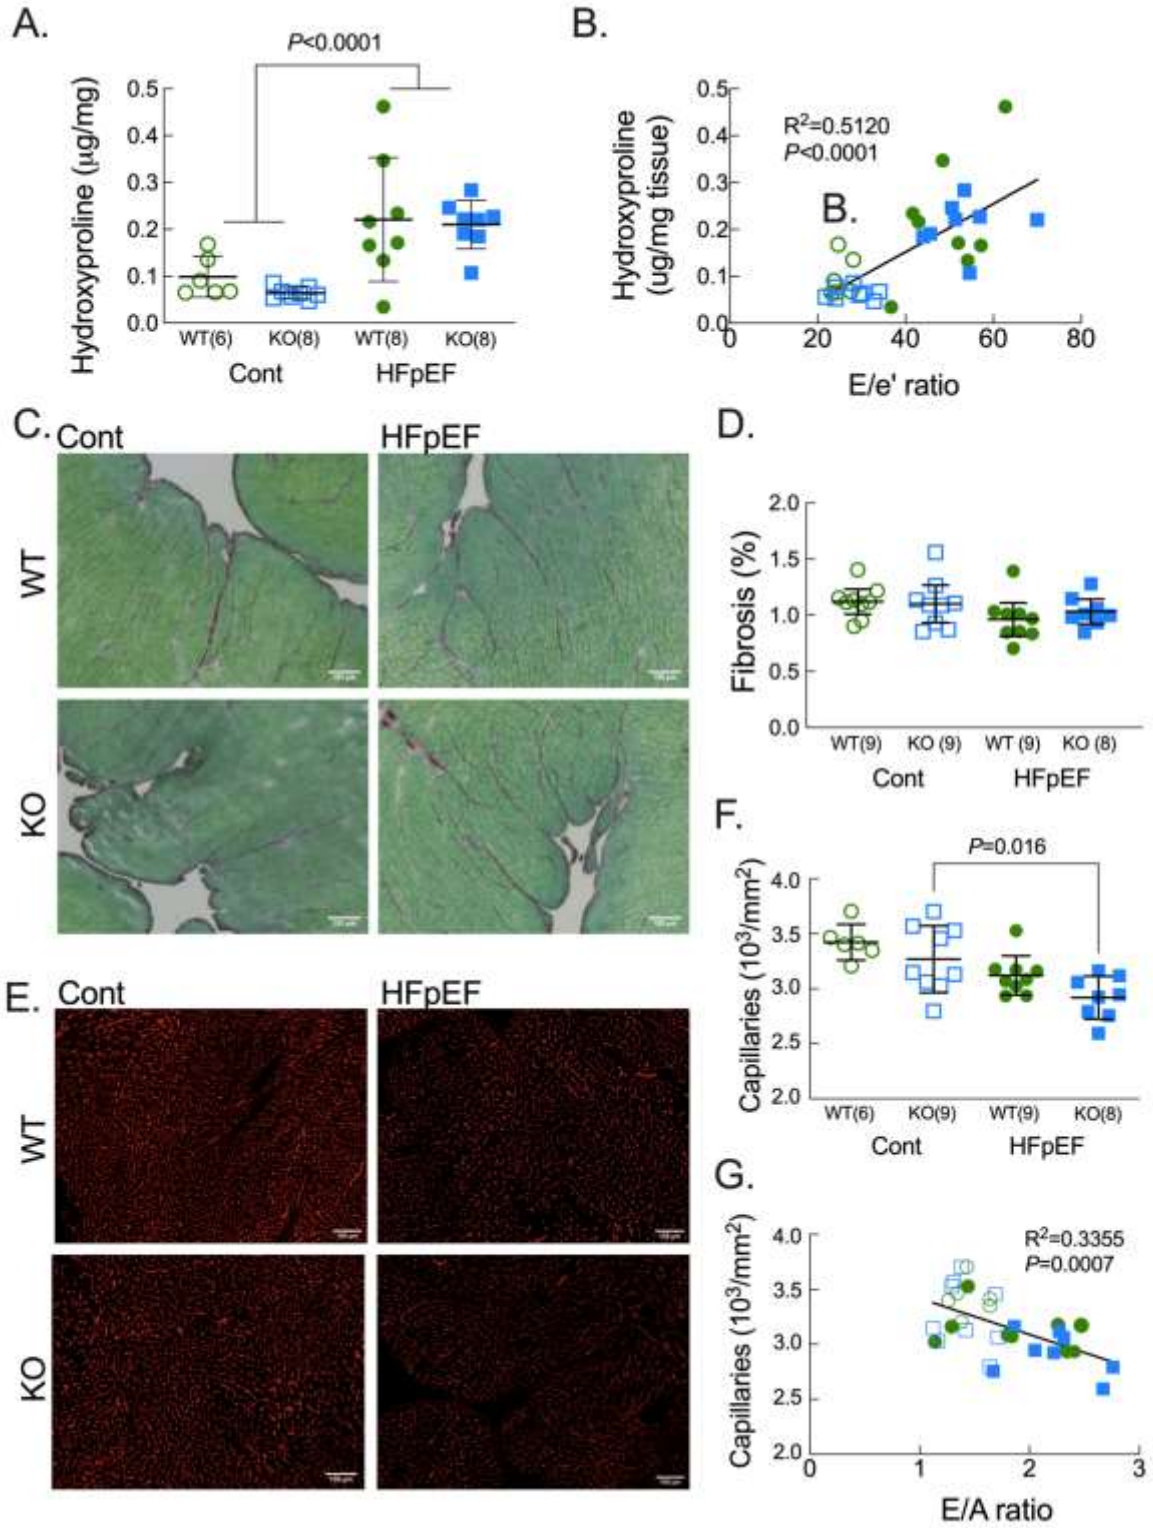 A.
P<0.0001
Hydroxyproline (μg/mg)
0.5
0.4
0.3
0.2
0.1
0.0
WT(6) KO(8) WT(8) KO(8)
Cont HFpEF
B.
Hydroxyproline
(ug/mg tissue)
0.5
0.4
0.3
0.2
0.1
0.0
R²=0.5120
P<0.0001
B.
0 20 40 60 80
E/e' ratio
C.
Cont HFpEF
WT
KO
D.
Fibrosis (%)
2.0
1.5
1.0
0.5
0.0
WT(9) KO (9) WT (9) KO (8)
Cont HFpEF
E.
Cont HFpEF
WT
KO
F.
P=0.016
Capillaries (10³/mm²)
4.0
3.5
3.0
2.5
2.0
WT(6) KO(9) WT(9) KO(8)
Cont HFpEF
G.
Capillaries (10³/mm²)
4.0
3.5
3.0
2.5
2.0
R²=0.3355
P=0.0007
0 1 2 3
E/A ratio